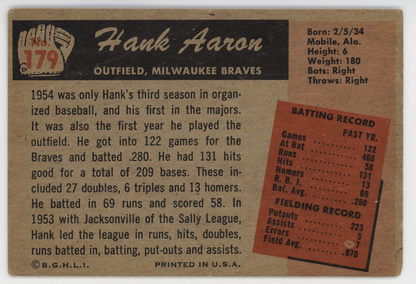 No.
179
Hank Aaron
OUTFIELD, MILWAUKEE BRAVES
Born: 2/5/34
Mobile, Ala.
Height: 6
Weight: 180
Bats: Right
Throws: Right
1954 was only Hank's third season in organ-
ized baseball, and his first in the majors.
It was also the first year he played the
outfield. He got into 122 games for the
Braves and batted .280. He had 131 hits
good for a total of 209 bases. These in-
cluded 27 doubles, 6 triples and 13 homers.
He batted in 69 runs and scored 58. In
1953 with Jacksonville of the Sally League,
Hank led the league in runs, hits, doubles,
runs batted in, batting, put-outs and assists.
©B.G.H.L.I. PRINTED IN U.S.A.
BATTING RECORD
PAST YR.
Games ........ 122
At Bat ........ 468
Runs ........ 58
Hits ........ 131
Homers ........ 13
R. B. I. ........ 69
Bat. Avg. ........ .280
FIELDING RECORD
Putouts ........ 223
Assists ........ 5
Errors ........ 7
Field Avg. ........ .970